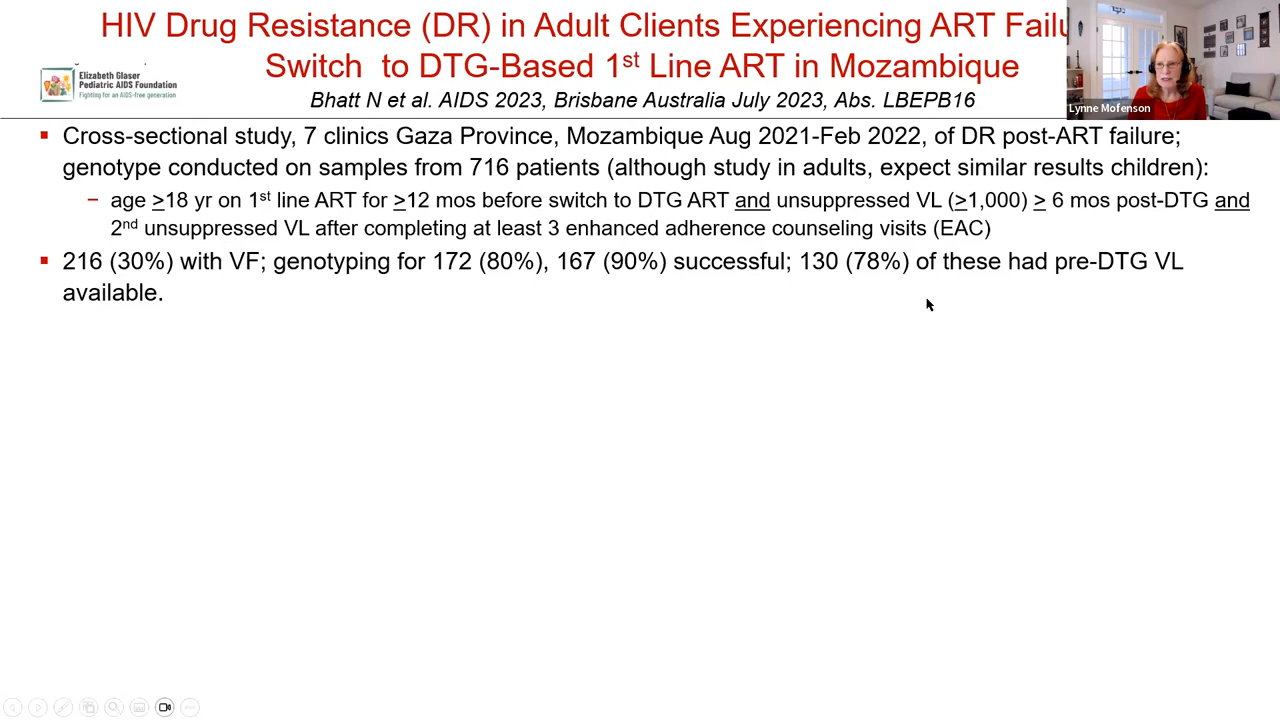 HIV Drug Resistance (DR) in Adult Clients Experiencing ART Failu
Switch to DTG-Based 1st Line ART in Mozambique
Elizabeth Glaser
Pediatric AIDS Foundation
Fighting for an AIDS-free generation
Bhatt N et al. AIDS 2023, Brisbane Australia July 2023, Abs. LBEPB16
Lynne Mofenson
▪ Cross-sectional study, 7 clinics Gaza Province, Mozambique Aug 2021-Feb 2022, of DR post-ART failure;
genotype conducted on samples from 716 patients (although study in adults, expect similar results children):
− age ≥18 yr on 1st line ART for ≥12 mos before switch to DTG ART and unsuppressed VL (≥1,000) ≥ 6 mos post-DTG and
2nd unsuppressed VL after completing at least 3 enhanced adherence counseling visits (EAC)
▪ 216 (30%) with VF; genotyping for 172 (80%), 167 (90%) successful; 130 (78%) of these had pre-DTG VL
available.